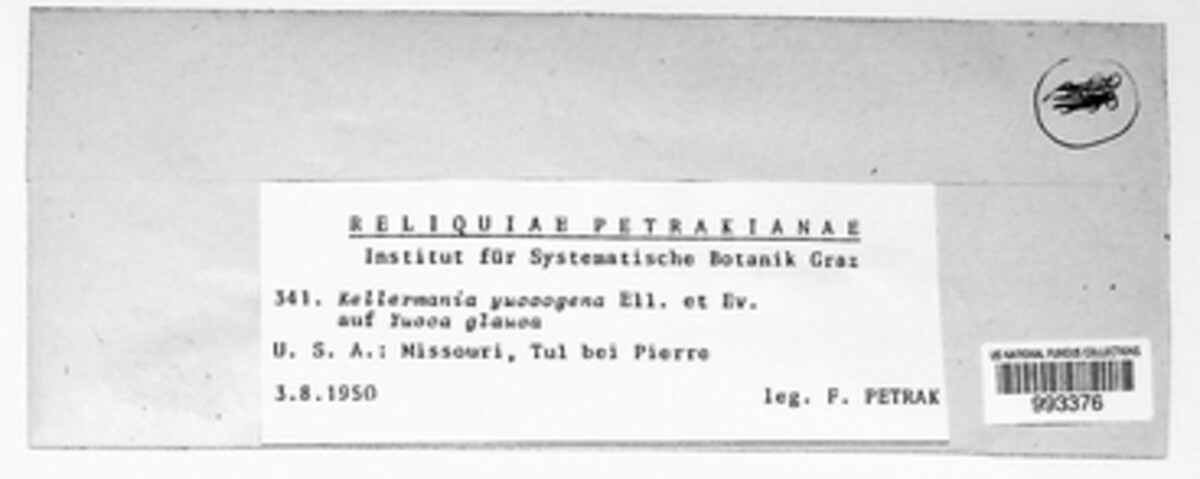 RELIQUIAE PETRAKIANAE
Institut für Systematische Botanik Graz
341. Kellermania yuccogena Ell. et Ev.
auf Yucca glauca
U. S. A.: Missouri, Tul bei Pierre
3.8.1950 leg. F. PETRAK
US NATIONAL FUNGUS COLLECTIONS
993376